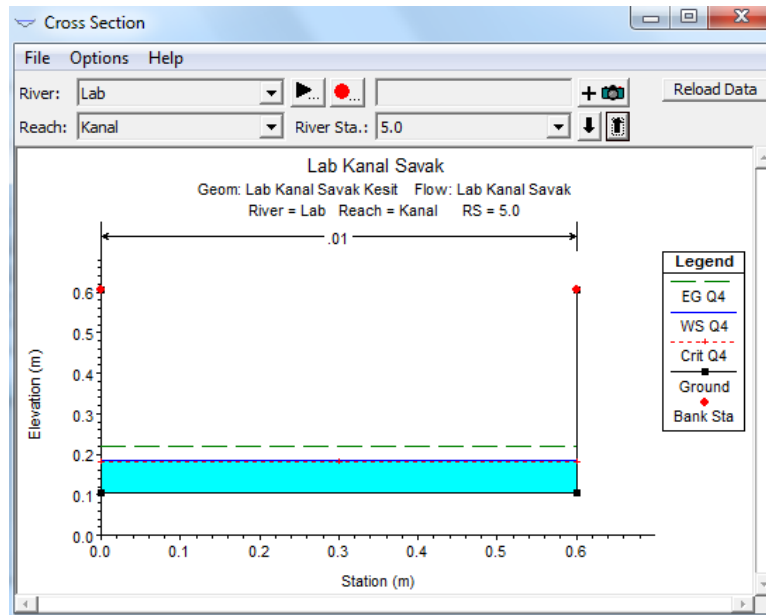 Cross Section
File Options Help
River: Lab Reload Data
Reach: Kanal River Sta.: 5.0
Lab Kanal Savak
Geom: Lab Kanal Savak Kesit Flow: Lab Kanal Savak
River = Lab Reach = Kanal RS = 5.0
.01
Legend
EG Q4
WS Q4
Crit Q4
Ground
Bank Sta
0.6
0.5
0.4
0.3
0.2
0.1
0.0
Elevation (m)
0.0 0.1 0.2 0.3 0.4 0.5 0.6
Station (m)